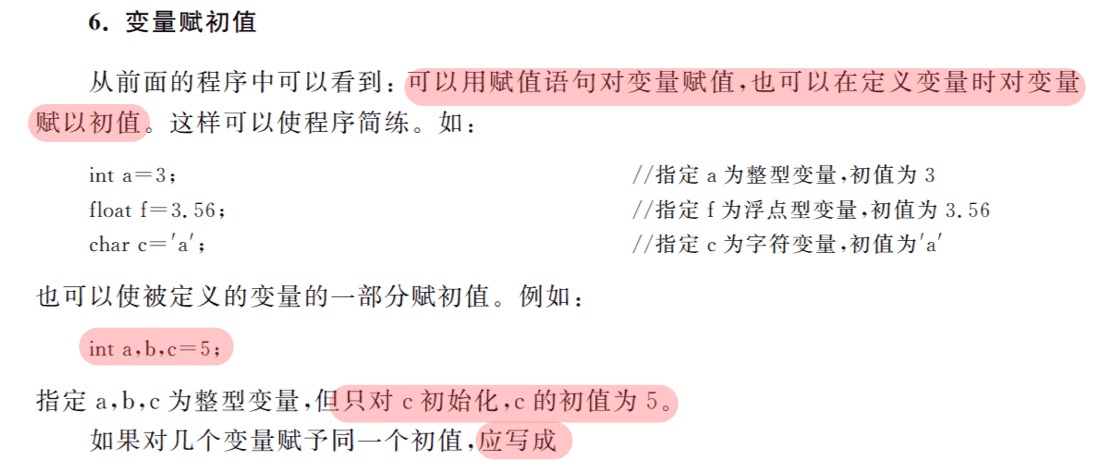 6. 变量赋初值
从前面的程序中可以看到：可以用赋值语句对变量赋值，也可以在定义变量时对变量
赋以初值。这样可以使程序简练。如：
int a=3； //指定 a 为整型变量，初值为 3
float f=3.56； //指定 f 为浮点型变量，初值为 3.56
char c='a'； //指定 c 为字符变量，初值为'a'
也可以使被定义的变量的一部分赋初值。例如：
int a,b,c=5；
指定 a,b,c 为整型变量，但只对 c 初始化，c 的初值为 5。
如果对几个变量赋予同一个初值，应写成